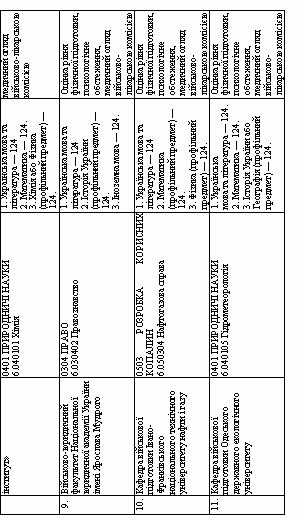 інституть
0401 ПРИРОДНИЧІ НАУКИ
6.040101 Хімія
1. Українська мова та
література — 124.
2. Математика — 124.
3. Хімія або Фізика
(профільний предмет) —
124.
медичний огляд
військово-лікарською
комісією
9. Військово-юридичний
факультет Національної
юридичної академії України
імені Ярослава Мудрого
0304 ПРАВО
6.030402 Правознавство
1. Українська мова та
література — 124.
2. Історія України
(профільний предмет) —
124.
3. Іноземна мова — 124.
Оцінка рівня
фізичної підготовки,
психологічне
обстеження,
медичний огляд
військово-
лікарською комісією
10. Кафедра військової
підготовки Івано-
Франківського
національного технічного
університету нафти і газу
0503 РОЗРОБКА КОРИСНИХ
КОПАЛИН
6.050304 Нафтогазова справа
1. Українська мова та
література — 124.
2. Математика
(профільний предмет) —
124.
3. Фізика (профільний
предмет) — 124.
Оцінка рівня
фізичної підготовки,
психологічне
обстеження,
медичний огляд
військово-
лікарською комісією
11. Кафедра військової
підготовки Одеського
державного екологічного
університету
0401 ПРИРОДНИЧІ НАУКИ
6.040105 Гідрометеорологія
1. Українська
мова та література — 124.
2. Математика — 124.
3. Історія України або
Географія (профільний
предмет) — 124.
Оцінка рівня
фізичної підготовки,
психологічне
обстеження,
медичний огляд
військово-
лікарською комісією